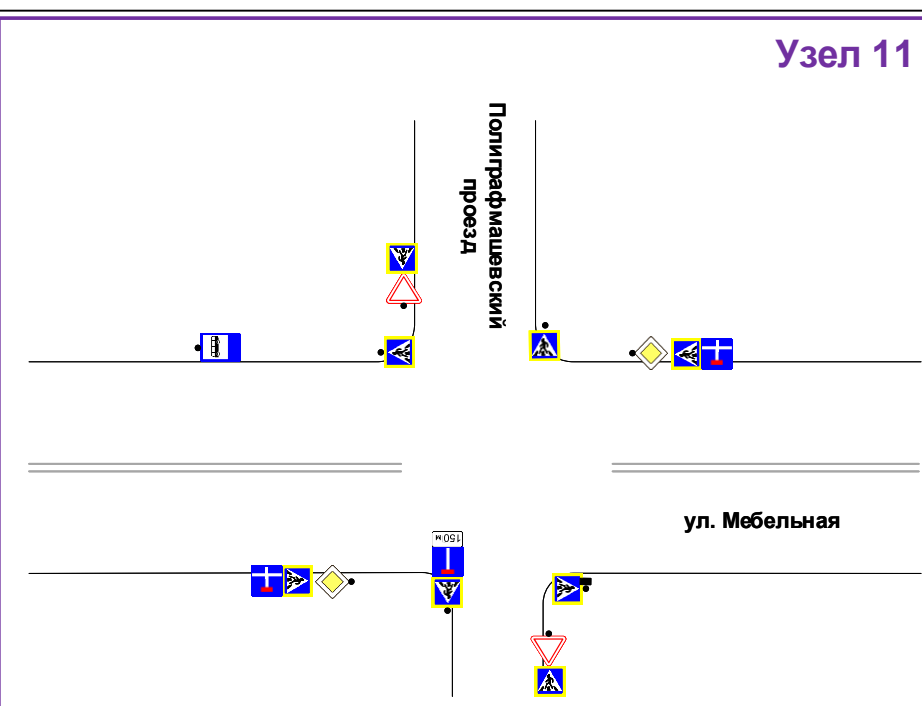 Узел 11
Полиграфмашевский
проезд
ул. Мебельная
150 м